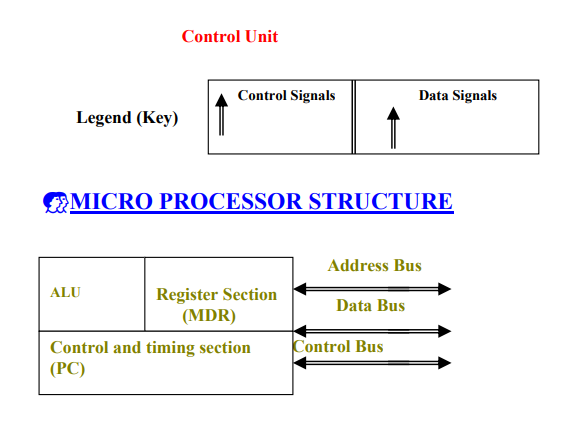 Control Unit
Control Signals
Data Signals
Legend (Key)
MICRO PROCESSOR STRUCTURE
Address Bus
ALU
Register Section
(MDR)
Data Bus
Control and timing section
(PC)
Control Bus